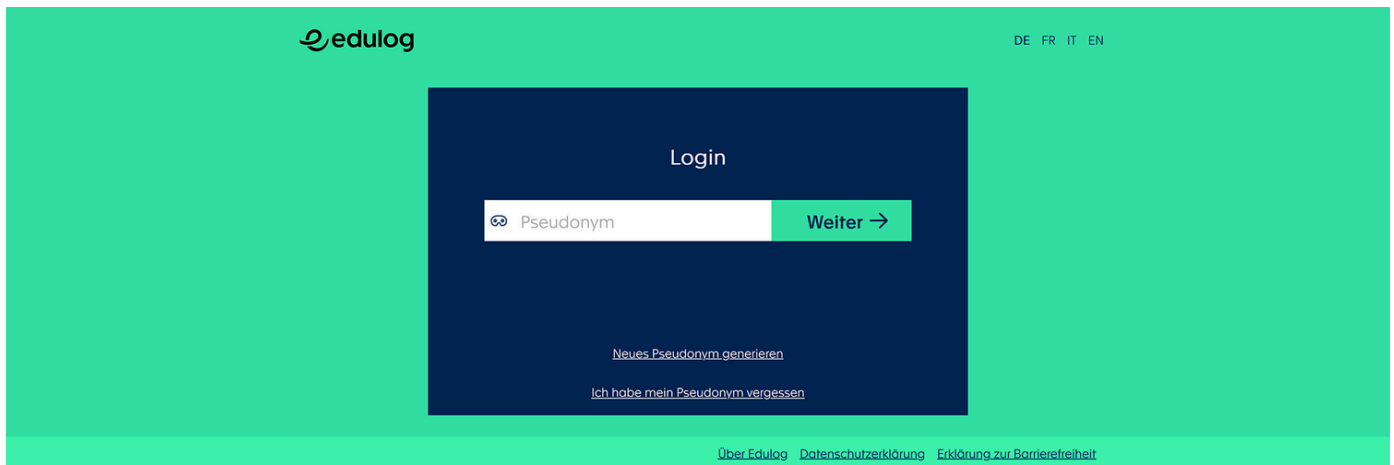 edulog
DE FR IT EN
Login
Pseudonym
Weiter →
Neues Pseudonym generieren
Ich habe mein Pseudonym vergessen
Über Edulog Datenschutzerklärung Erklärung zur Barrierefreiheit